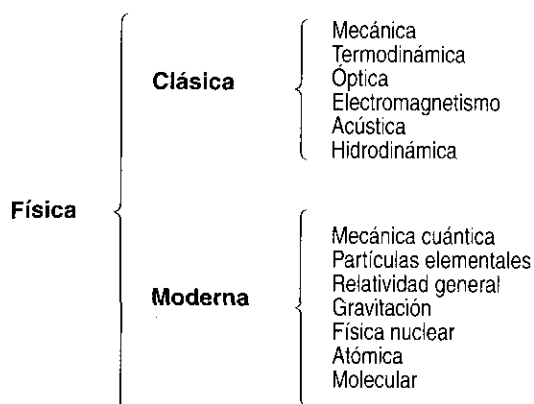 Física
Clásica
Mecánica
Termodinámica
Óptica
Electromagnetismo
Acústica
Hidrodinámica
Moderna
Mecánica cuántica
Partículas elementales
Relatividad general
Gravitación
Física nuclear
Atómica
Molecular